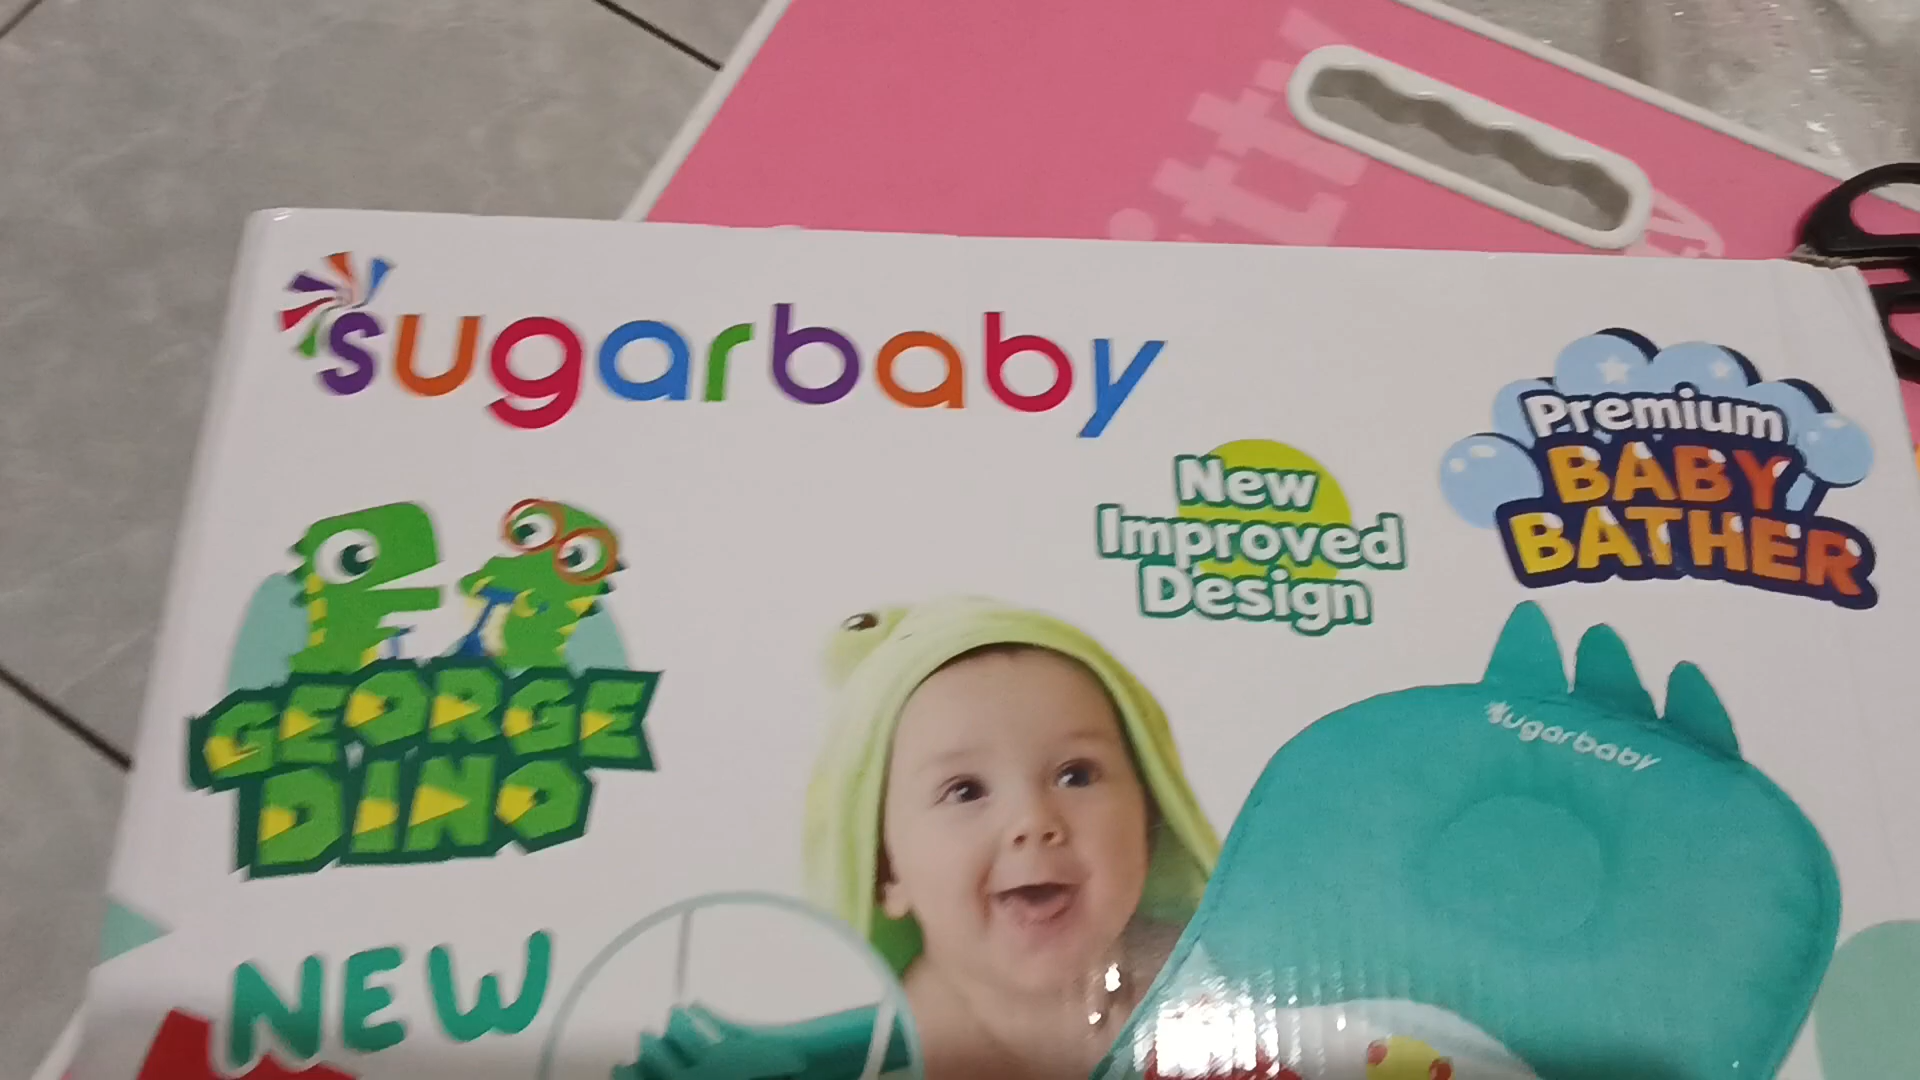 sugarbaby
Premium
BABY
BATHER
New
Improved
Design
GEORGE
DINO
sugarbaby
NEW